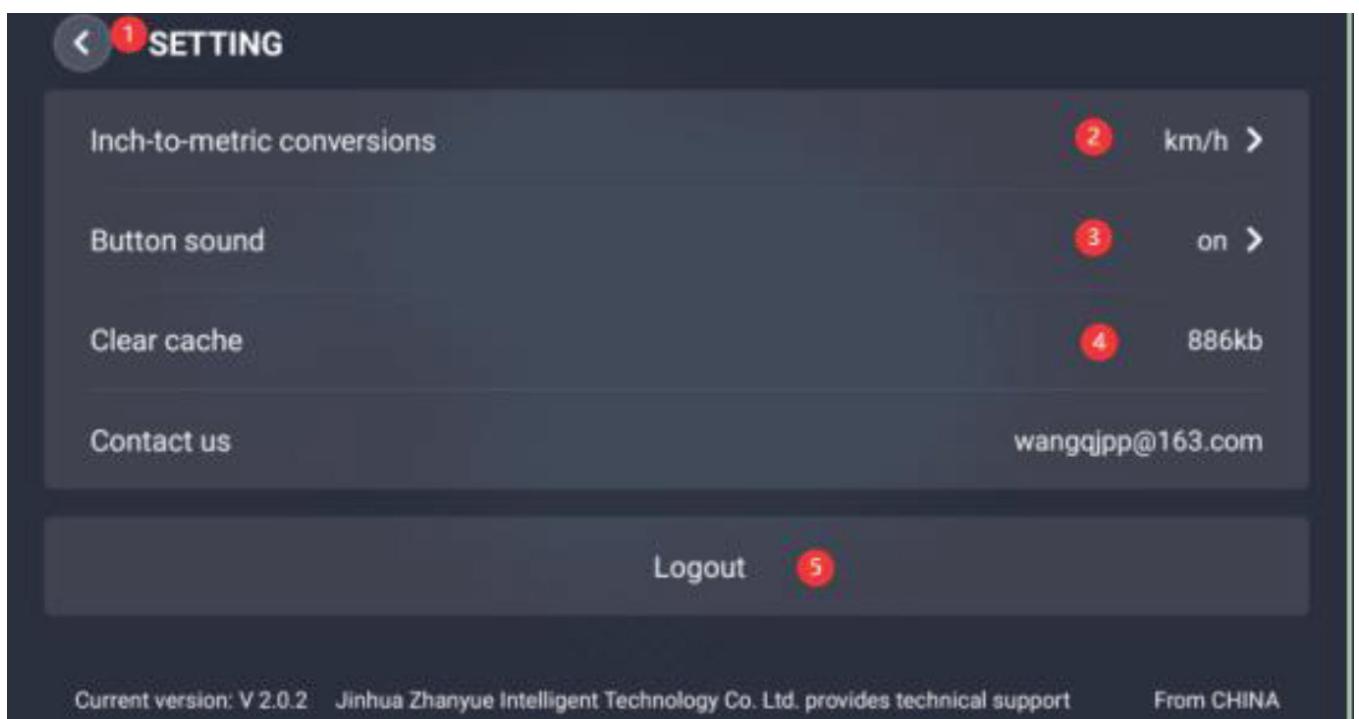 1 SETTING
Inch-to-metric conversions 2 km/h
Button sound 3 on
Clear cache 4 886kb
Contact us wangqjpp@163.com
Logout 5
Current version: V 2.0.2 Jinhua Zhanyue Intelligent Technology Co. Ltd. provides technical support From CHINA